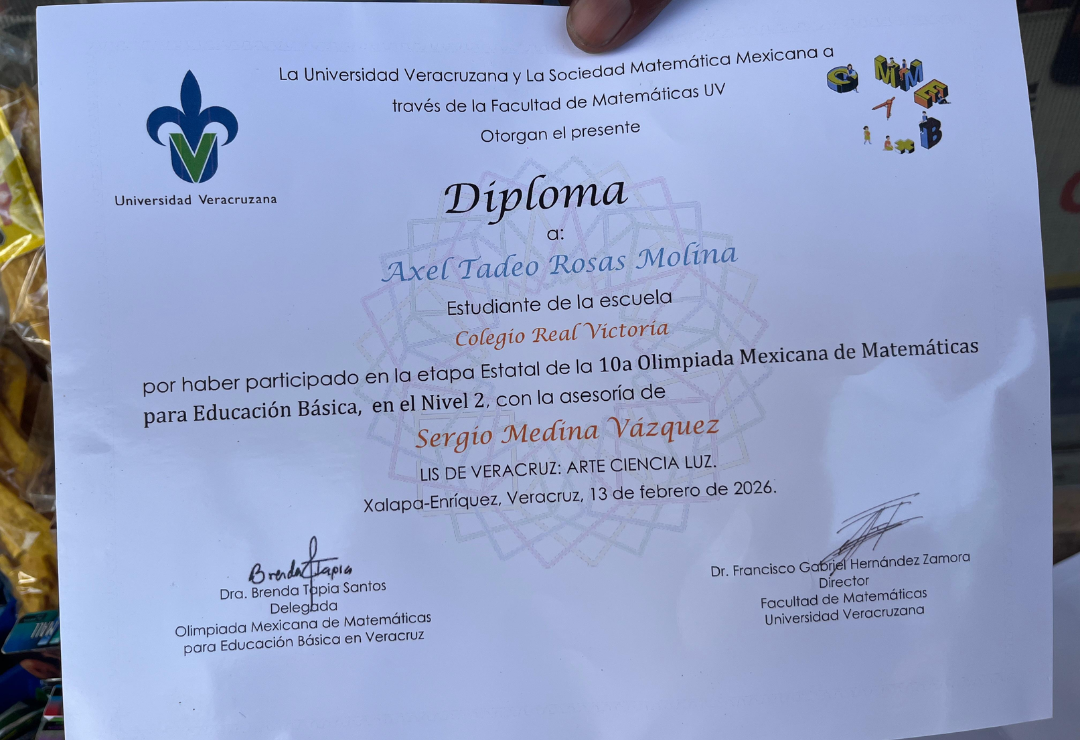 La Universidad Veracruzana y La Sociedad Matemática Mexicana a
través de la Facultad de Matemáticas UV
Otorgan el presente
Universidad Veracruzana
OMMEB
Diploma
a:
Axel Tadeo Rosas Molina
Estudiante de la escuela
Colegio Real Victoria
por haber participado en la etapa Estatal de la 10a Olimpiada Mexicana de Matemáticas
para Educación Básica, en el Nivel 2, con la asesoría de
Sergio Medina Vázquez
LIS DE VERACRUZ: ARTE CIENCIA LUZ.
Xalapa-Enríquez, Veracruz, 13 de febrero de 2026.
Brenda Tapia
Dra. Brenda Tapia Santos
Delegada
Olimpiada Mexicana de Matemáticas
para Educación Básica en Veracruz
Dr. Francisco Gabriel Hernández Zamora
Director
Facultad de Matemáticas
Universidad Veracruzana